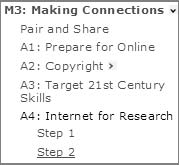 M3: Making Connections
Pair and Share
A1: Prepare for Online
A2: Copyright
A3: Target 21st Century
Skills
A4: Internet for Research
Step 1
Step 2